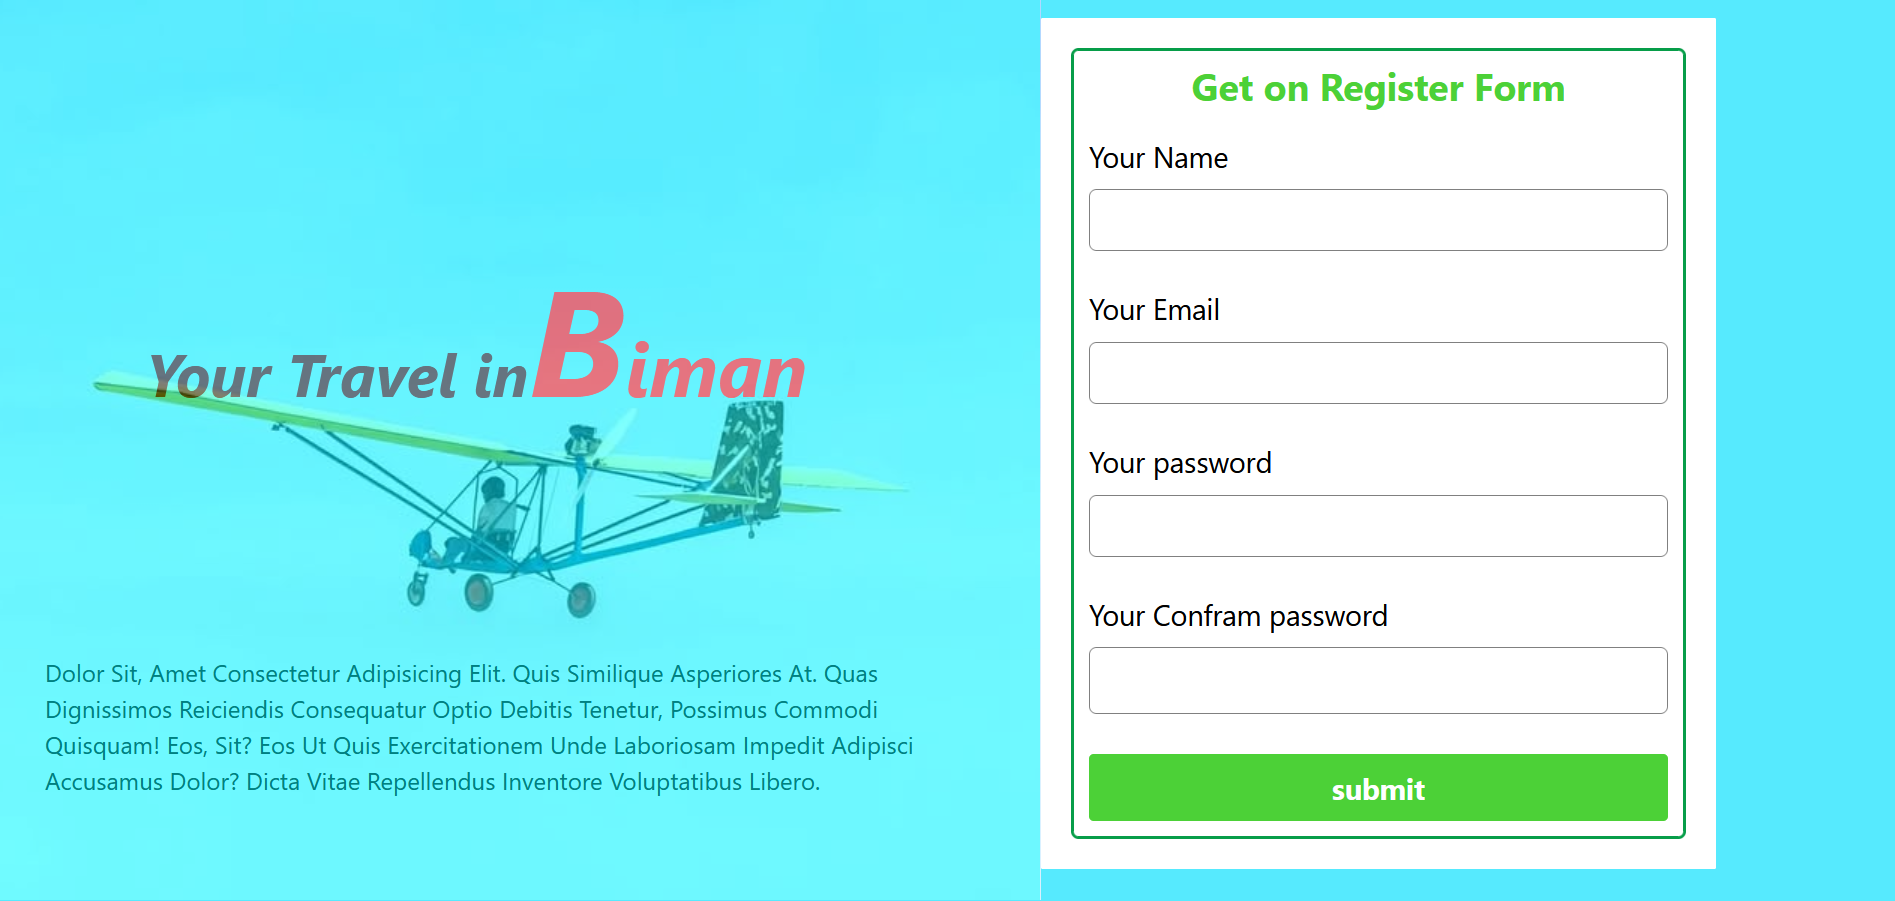 Your Travel in Biman
Dolor Sit, Amet Consectetur Adipisicing Elit. Quis Similique Asperiores At. Quas
Dignissimos Reiciendis Consequatur Optio Debitis Tenetur, Possimus Commodi
Quisquam! Eos, Sit? Eos Ut Quis Exercitationem Unde Laboriosam Impedit Adipisci
Accusamus Dolor? Dicta Vitae Repellendus Inventore Voluptatibus Libero.
Get on Register Form
Your Name
Your Email
Your password
Your Confram password
submit